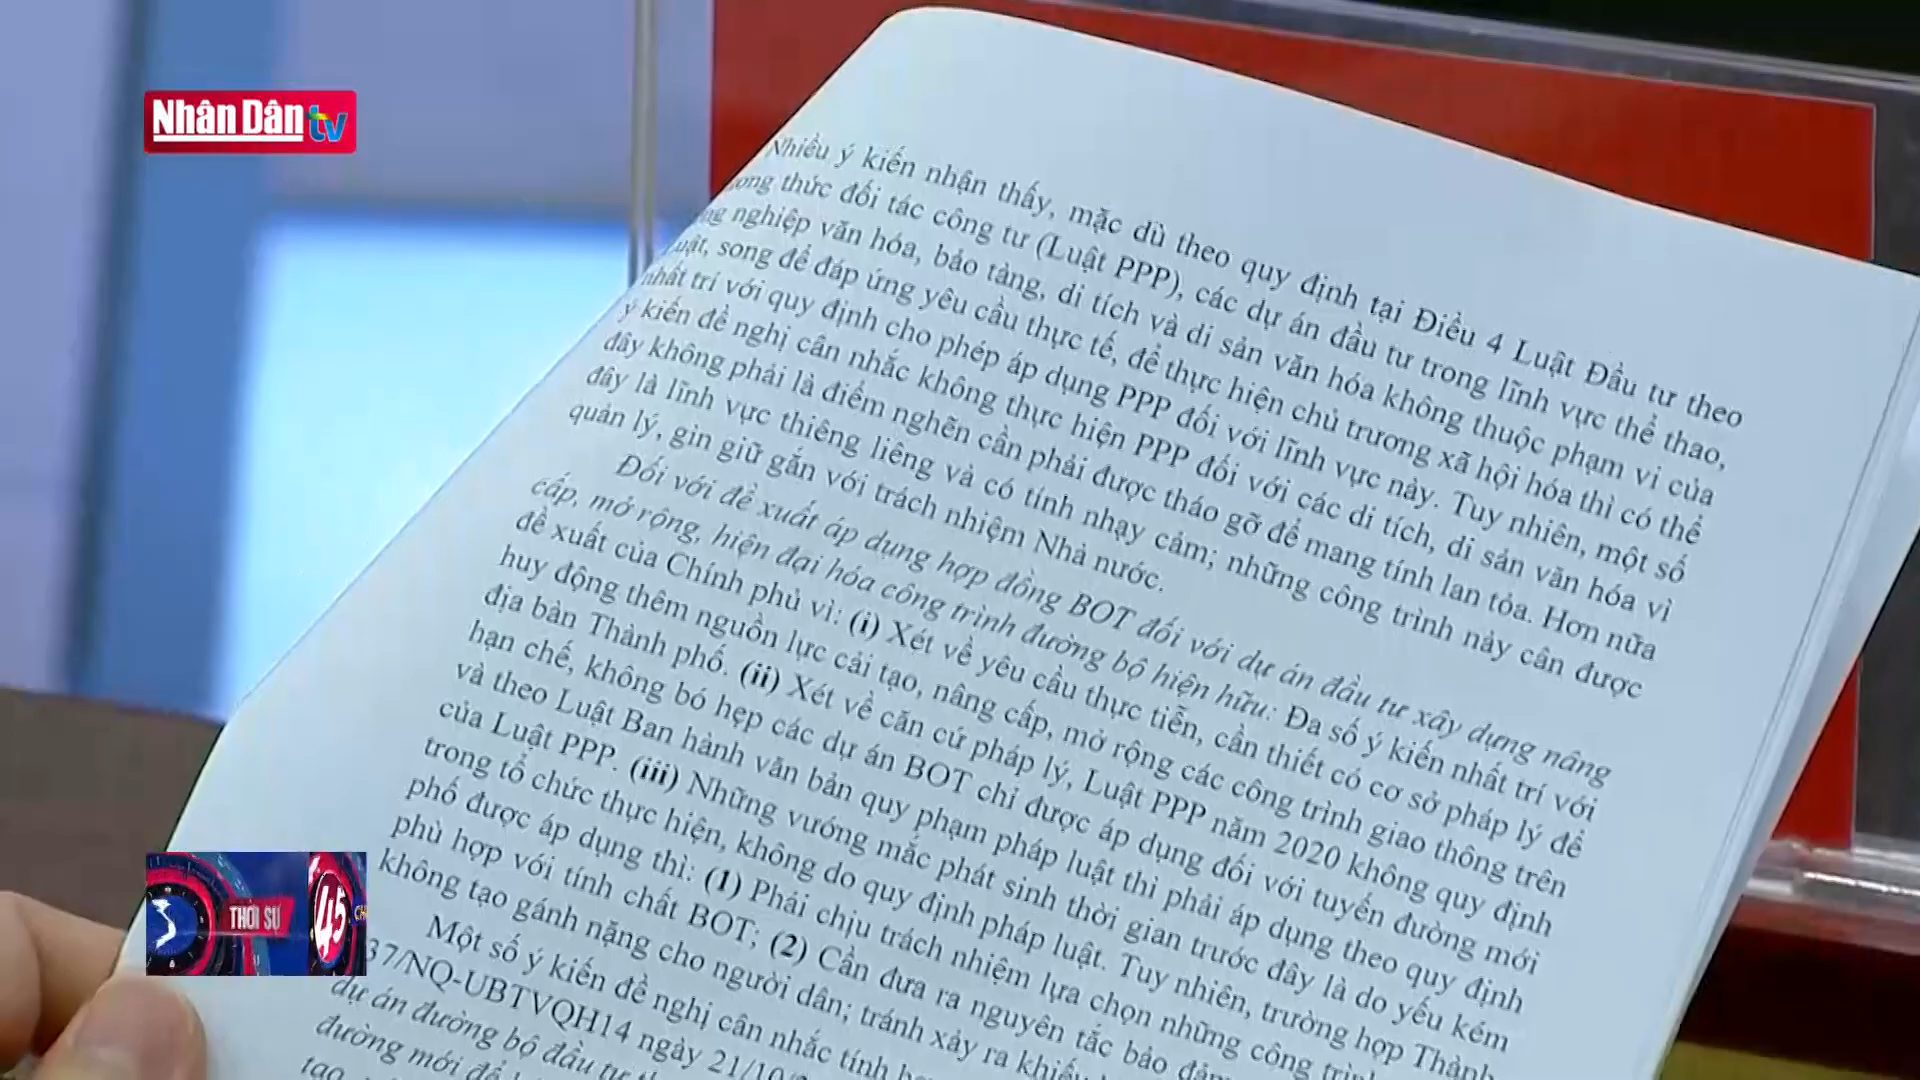 Nhân Dân tv
Nhiều ý kiến nhận thấy, mặc dù theo quy định tại Điều 4 Luật Đầu tư theo
thức đối tác công tư (Luật PPP), các dự án đầu tư trong lĩnh vực thể thao,
nghiệp văn hóa, bảo tàng, di tích và di sản văn hóa không thuộc phạm vi của
Luật, song để đáp ứng yêu cầu thực tế, để thực hiện chủ trương xã hội hóa thì có thể
nhất trí với quy định cho phép áp dụng PPP đối với lĩnh vực này. Tuy nhiên, một số
ý kiến đề nghị cân nhắc không thực hiện PPP đối với các di tích, di sản văn hóa vì
đây không phải là điểm nghẽn cần phải được tháo gỡ để mang tính lan tỏa. Hơn nữa
đây là lĩnh vực thiêng liêng và có tính nhạy cảm; những công trình này cần được
quản lý, gìn giữ gắn với trách nhiệm Nhà nước.
Đối với đề xuất áp dụng hợp đồng BOT đối với dự án đầu tư xây dựng nâng
cấp, mở rộng, hiện đại hóa công trình đường bộ hiện hữu: Đa số ý kiến nhất trí với
đề xuất của Chính phủ vì: (i) Xét về yêu cầu thực tiễn, cần thiết có cơ sở pháp lý để
huy động thêm nguồn lực cải tạo, nâng cấp, mở rộng các công trình giao thông trên
địa bàn Thành phố. (ii) Xét về căn cứ pháp lý, Luật PPP năm 2020 không quy định
hạn chế, không bó hẹp các dự án BOT chỉ được áp dụng đối với tuyến đường mới
và theo Luật Ban hành văn bản quy phạm pháp luật thì phải áp dụng theo quy định
của Luật PPP. (iii) Những vướng mắc phát sinh thời gian trước đây là do yếu kém
trong tổ chức thực hiện, không do quy định pháp luật. Tuy nhiên, trường hợp Thành
phố được áp dụng thì: (1) Phải chịu trách nhiệm lựa chọn những công
phù hợp với tính chất BOT; (2) Cần đưa ra nguyên tắc bảo
không tạo gánh nặng cho người dân; tránh xảy ra
Một số ý kiến đề nghị cân nhắc tính
37/NQ-UBTVQH14 ngày 21/10/
dự án đường bộ đầu tư
đường mới để
tạo
THỜI SỰ
45